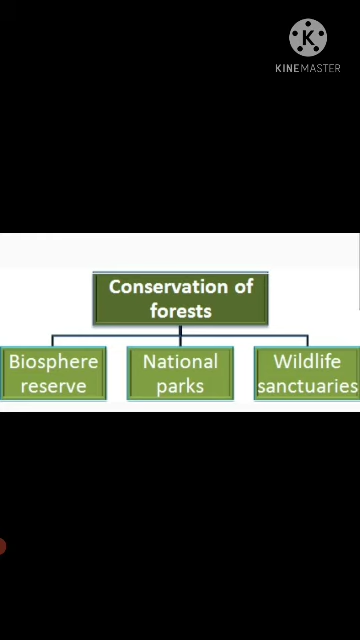 K
KINEMASTER
Conservation of
forests
Biosphere
reserve
National
parks
Wildlife
sanctuaries